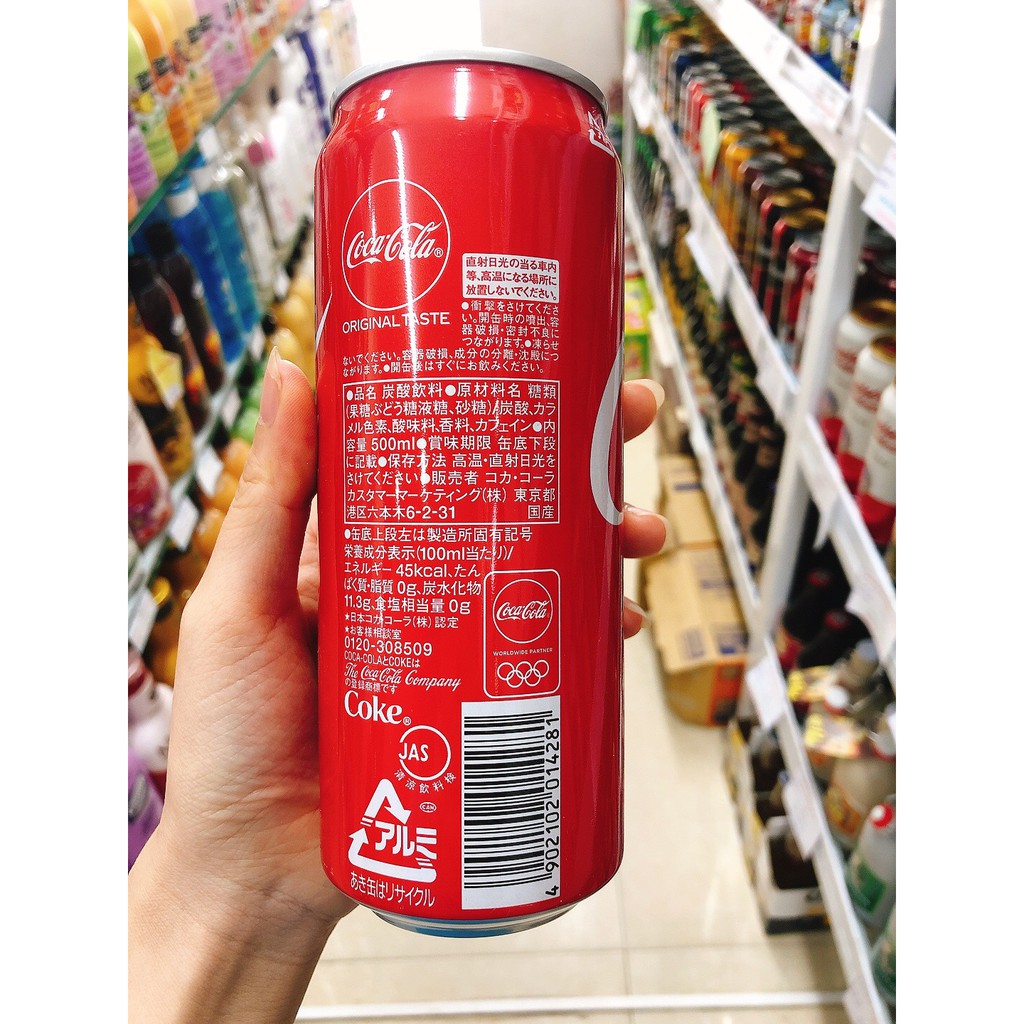 Coca-Cola®
ORIGINAL TASTE
直射日光の当る車内
等、高温になる場所に
放置しないでください。
●衝撃をさけてくださ
い。開缶時の噴出、容
器破損・密封不良に
つながります。●凍らせ
ないでください。容器破損、成分の分離・沈殿につ
ながります。●開缶後はすぐにお飲みください。
●品名 炭酸飲料●原材料名 糖類
(果糖ぶどう糖液糖、砂糖)/炭酸、カラ
メル色素、酸味料、香料、カフェイン●内
容量 500ml●賞味期限 缶底下段
に記載●保存方法 高温・直射日光を
さけてください●販売者 コカ・コーラ
カスタマーマーケティング(株) 東京都
港区六本木6-2-31 国産
●缶底上段左は製造所固有記号
栄養成分表示(100ml当たり)/
エネルギー 45kcal、たん
ぱく質・脂質 0g、炭水化物
11.3g、食塩相当量 0g
★日本コカ・コーラ(株) 認定
★お客様相談室
0120-308509
COCA-COLAとCOKEは
The Coca-Cola Company
の登録商標です
Coke®
Coca-Cola
WORLDWIDE PARTNER
JAS
清涼飲料検
CAN
アルミ
あき缶はリサイクル
4 902102 014281